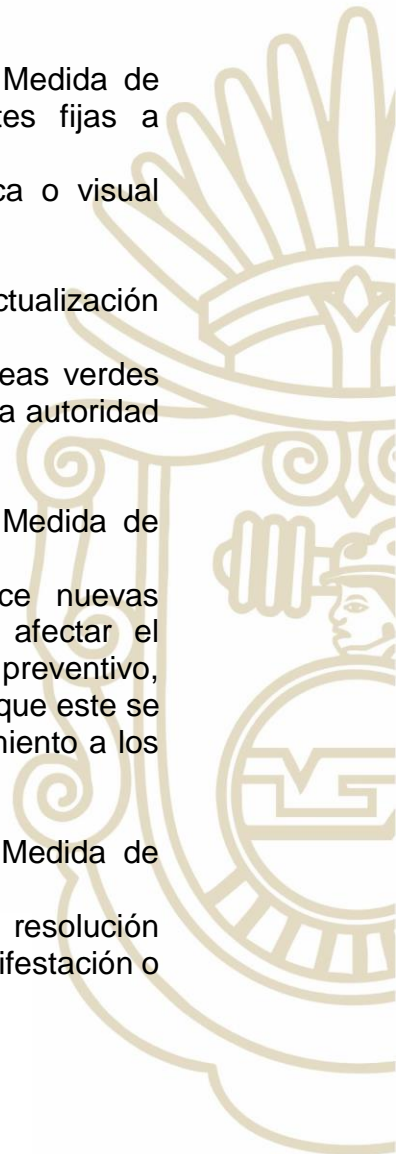 Medida de
tes fijas a
ca o visual
ctualización
eas verdes
a autoridad
Medida de
ce nuevas
afectar el
preventivo,
que este se
niento a los
Medida de
resolución
ifestación o